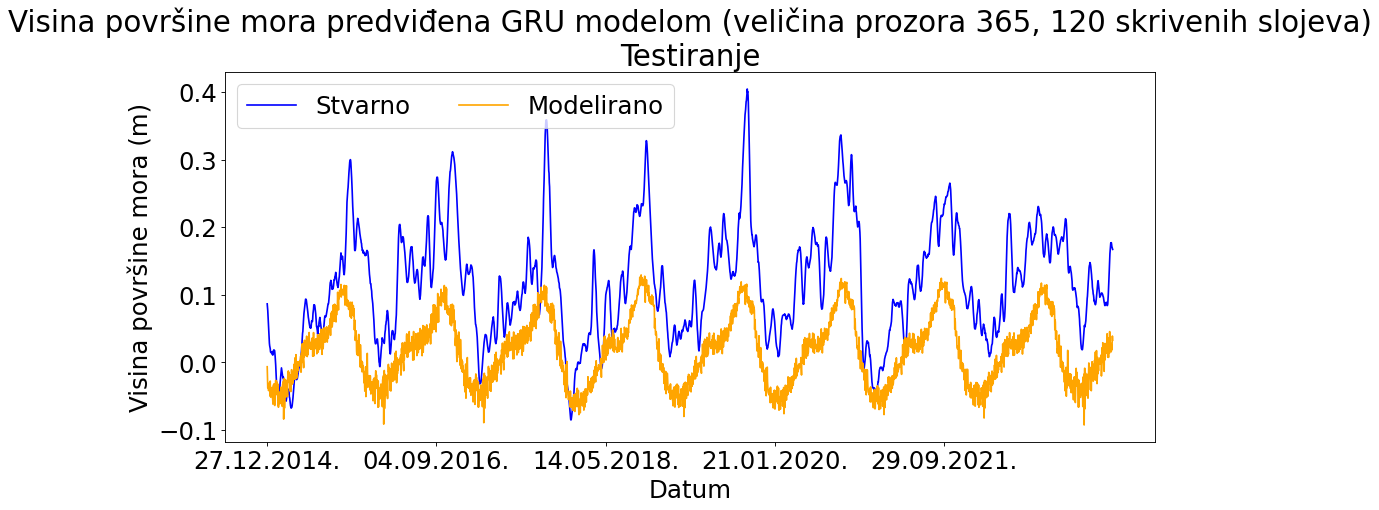 Visina površine mora predviđena GRU modelom (veličina prozora 365, 120 skrivenih slojeva)
Testiranje
Stvarno
Modelirano
Visina površine mora (m)
0.4
0.3
0.2
0.1
0.0
−0.1
27.12.2014.
04.09.2016.
14.05.2018.
21.01.2020.
29.09.2021.
Datum